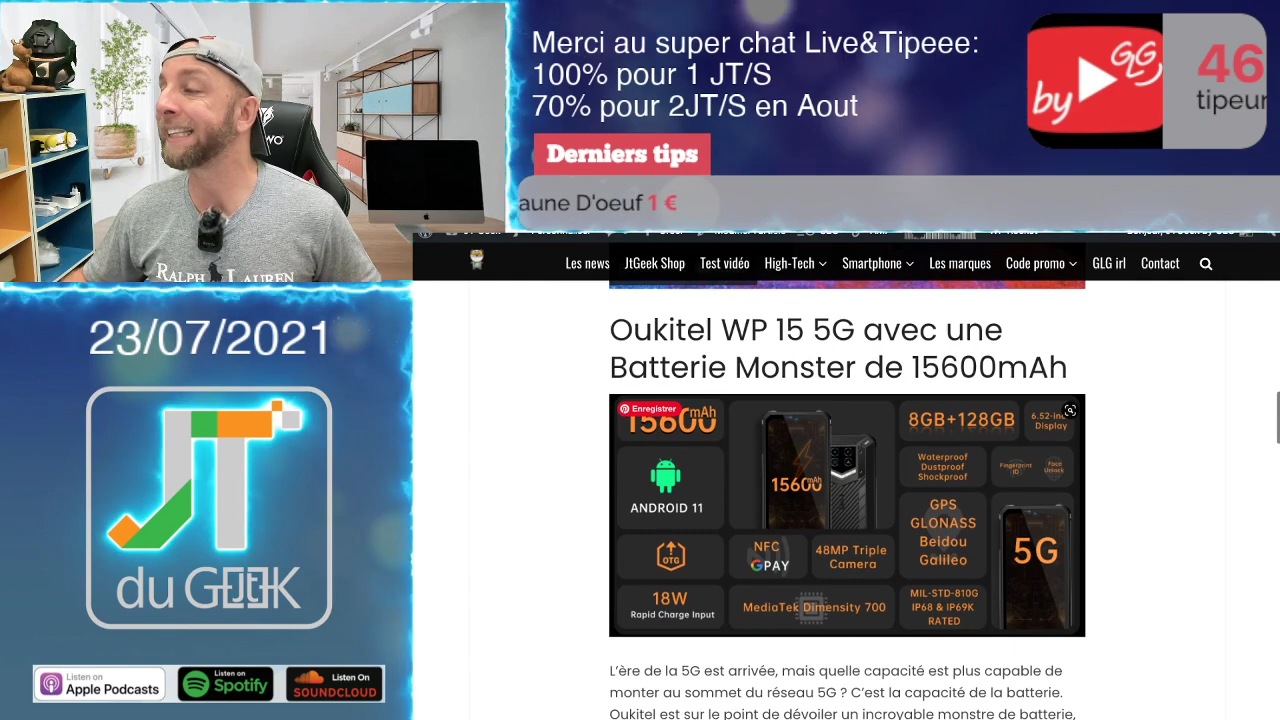 Merci au super chat Live&Tipeee:
100% pour 1 JT/S
70% pour 2JT/S en Aout
Derniers tips
aune D'oeuf 1 €
by GLG
46
tipeur
RALPH LAUREN
Les news JtGeek Shop Test vidéo High-Tech Smartphone Les marques Code promo GLG irl Contact
23/07/2021
JT
du GEEK
Listen on
Apple Podcasts
Listen on
Spotify
Listen On
SOUNDCLOUD
Oukitel WP 15 5G avec une
Batterie Monster de 15600mAh
Enregistrer
15600mAh
ANDROID 11
OTG
18W
Rapid Charge Input
15600mAh
NFC
G PAY
48MP Triple
Camera
MediaTek Dimensity 700
8GB+128GB
Display
Waterproof
Dustproof
Shockproof
Fingerprint
ID
Face
Unlock
GPS
GLONASS
Beidou
Galileo
MIL-STD-810G
IP68 & IP69K
RATED
5G
L'ère de la 5G est arrivée, mais quelle capacité est plus capable de
monter au sommet du réseau 5G ? C'est la capacité de la batterie.
Oukitel est sur le point de dévoiler un incroyable monstre de batterie,